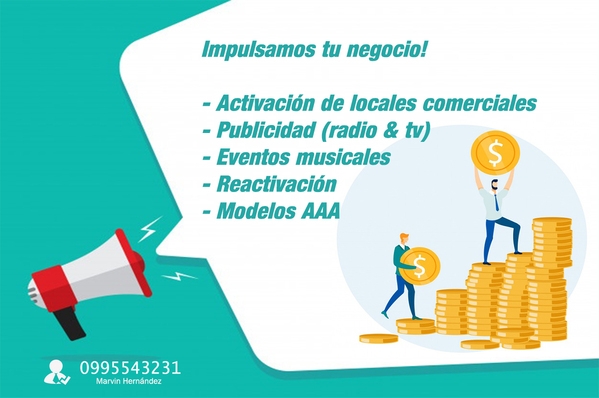 Impulsamos tu negocio!
- Activación de locales comerciales
- Publicidad (radio & tv)
- Eventos musicales
- Reactivación
- Modelos AAA
$
$
0995543231
Marvin Hernández